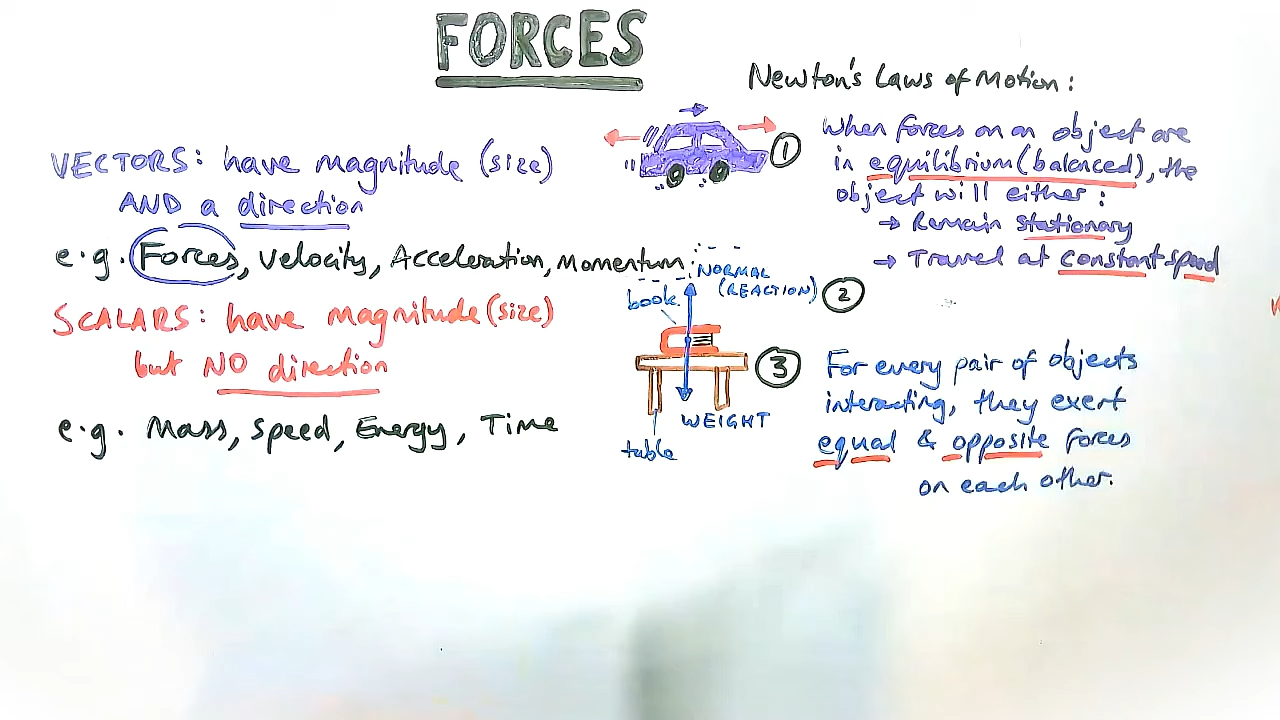 FORCES
VECTORS: have magnitude (size)
AND a direction
e.g. Forces, Velocity, Acceleration, Momentum
SCALARS: have magnitude (size)
but NO direction
e.g. Mass, Speed, Energy, Time
Newton's Laws of Motion:
1
When forces on an object are
in equilibrium (balanced), the
object will either:
→ Remain stationary
→ Travel at constant speed
2
NORMAL
(REACTION)
book
WEIGHT
table
3
For every pair of objects
interacting, they exert
equal & opposite forces
on each other.